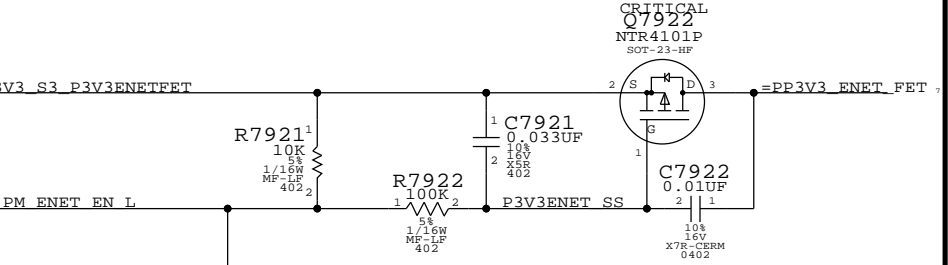 CRITICAL
Q7922
NTR4101P
SOT-23-HF
V3_S3_P3V3ENETFET
2
S
D
3
=PP3V3_ENET_FET
7
G
1
R7921
1
10K
5%
1/16W
MF-LF
402
2
C7921
1
0.033UF
10%
16V
X5R
402
2
R7922
100K
1
2
5%
1/16W
MF-LF
402
PM_ENET_EN_L
P3V3ENET_SS
C7922
0.01UF
2
1
10%
16V
X7R-CERM
0402